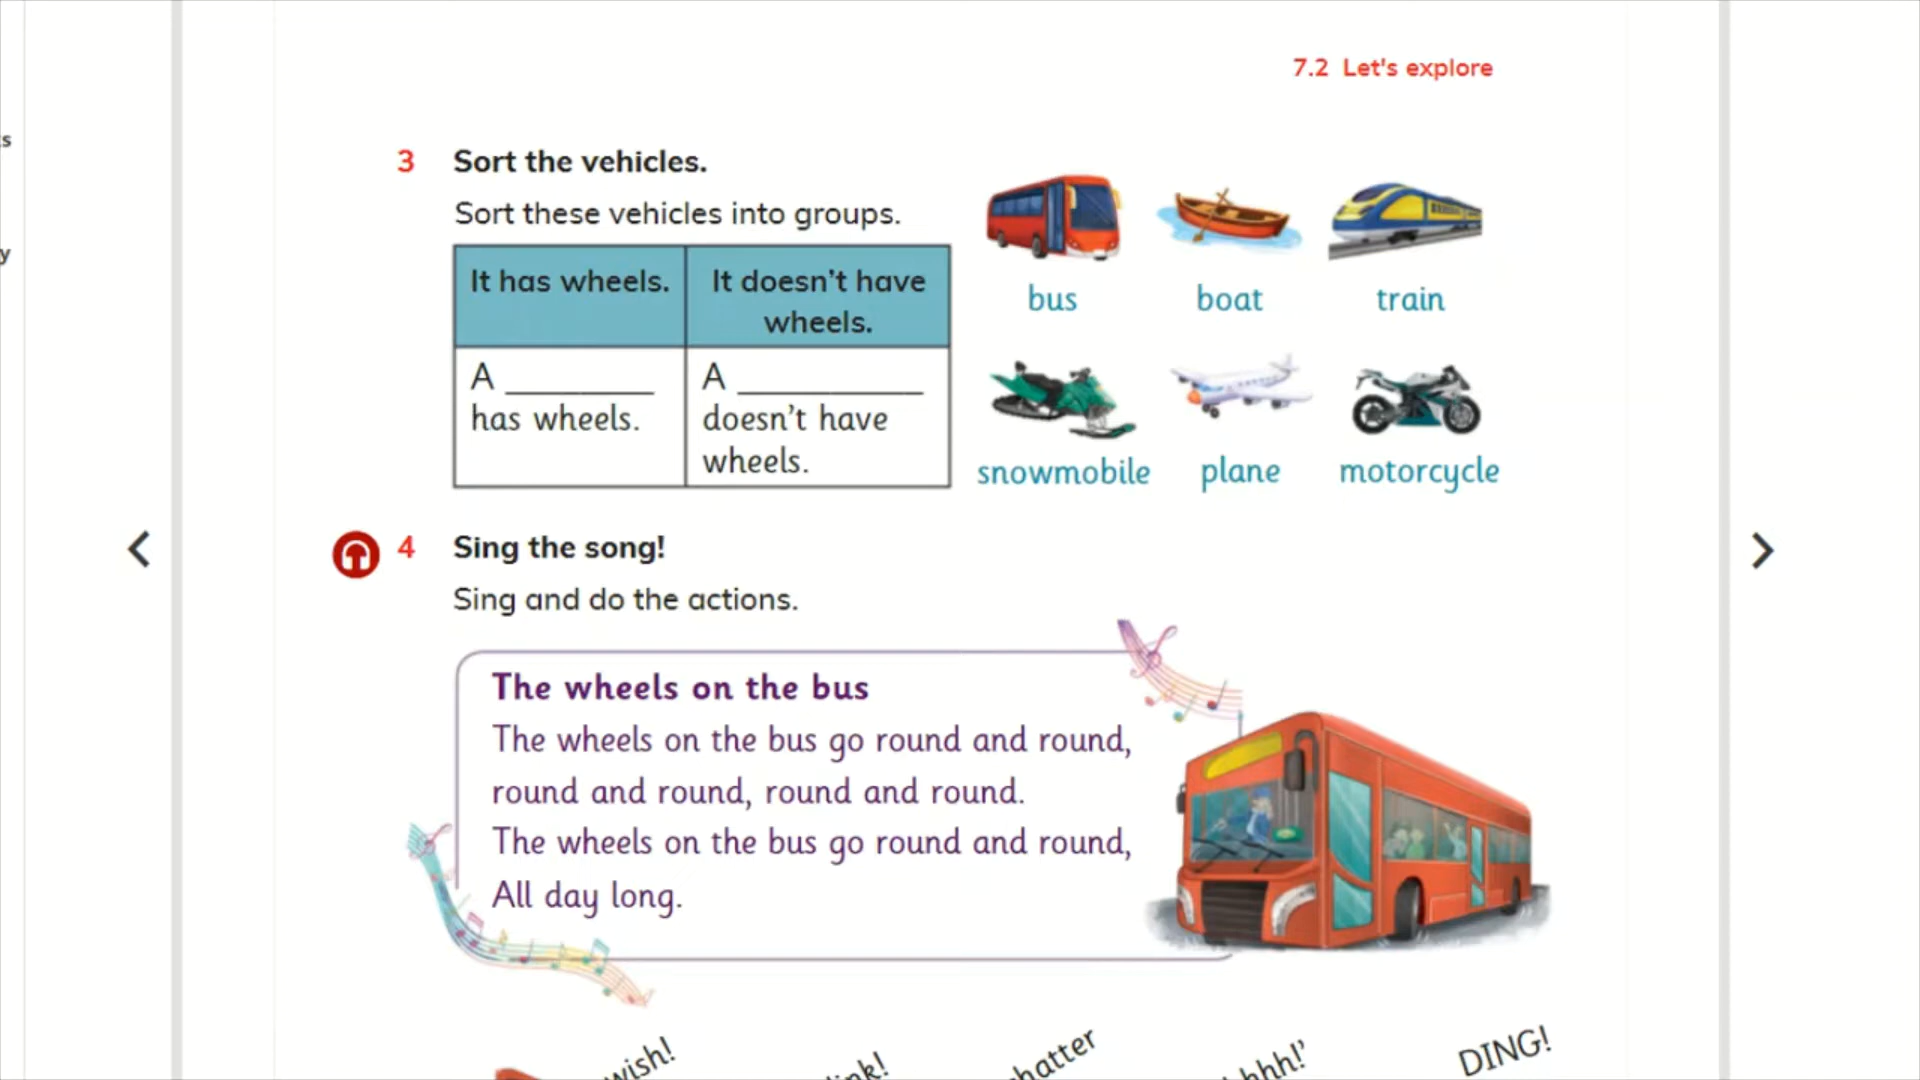 7.2 Let's explore
3 Sort the vehicles.
Sort these vehicles into groups.
It has wheels.
It doesn't have
wheels.
A _________
has wheels.
A ___________
doesn't have
wheels.
bus boat train
snowmobile plane motorcycle
4 Sing the song!
Sing and do the actions.
The wheels on the bus
The wheels on the bus go round and round,
round and round, round and round.
The wheels on the bus go round and round,
All day long.
DING!